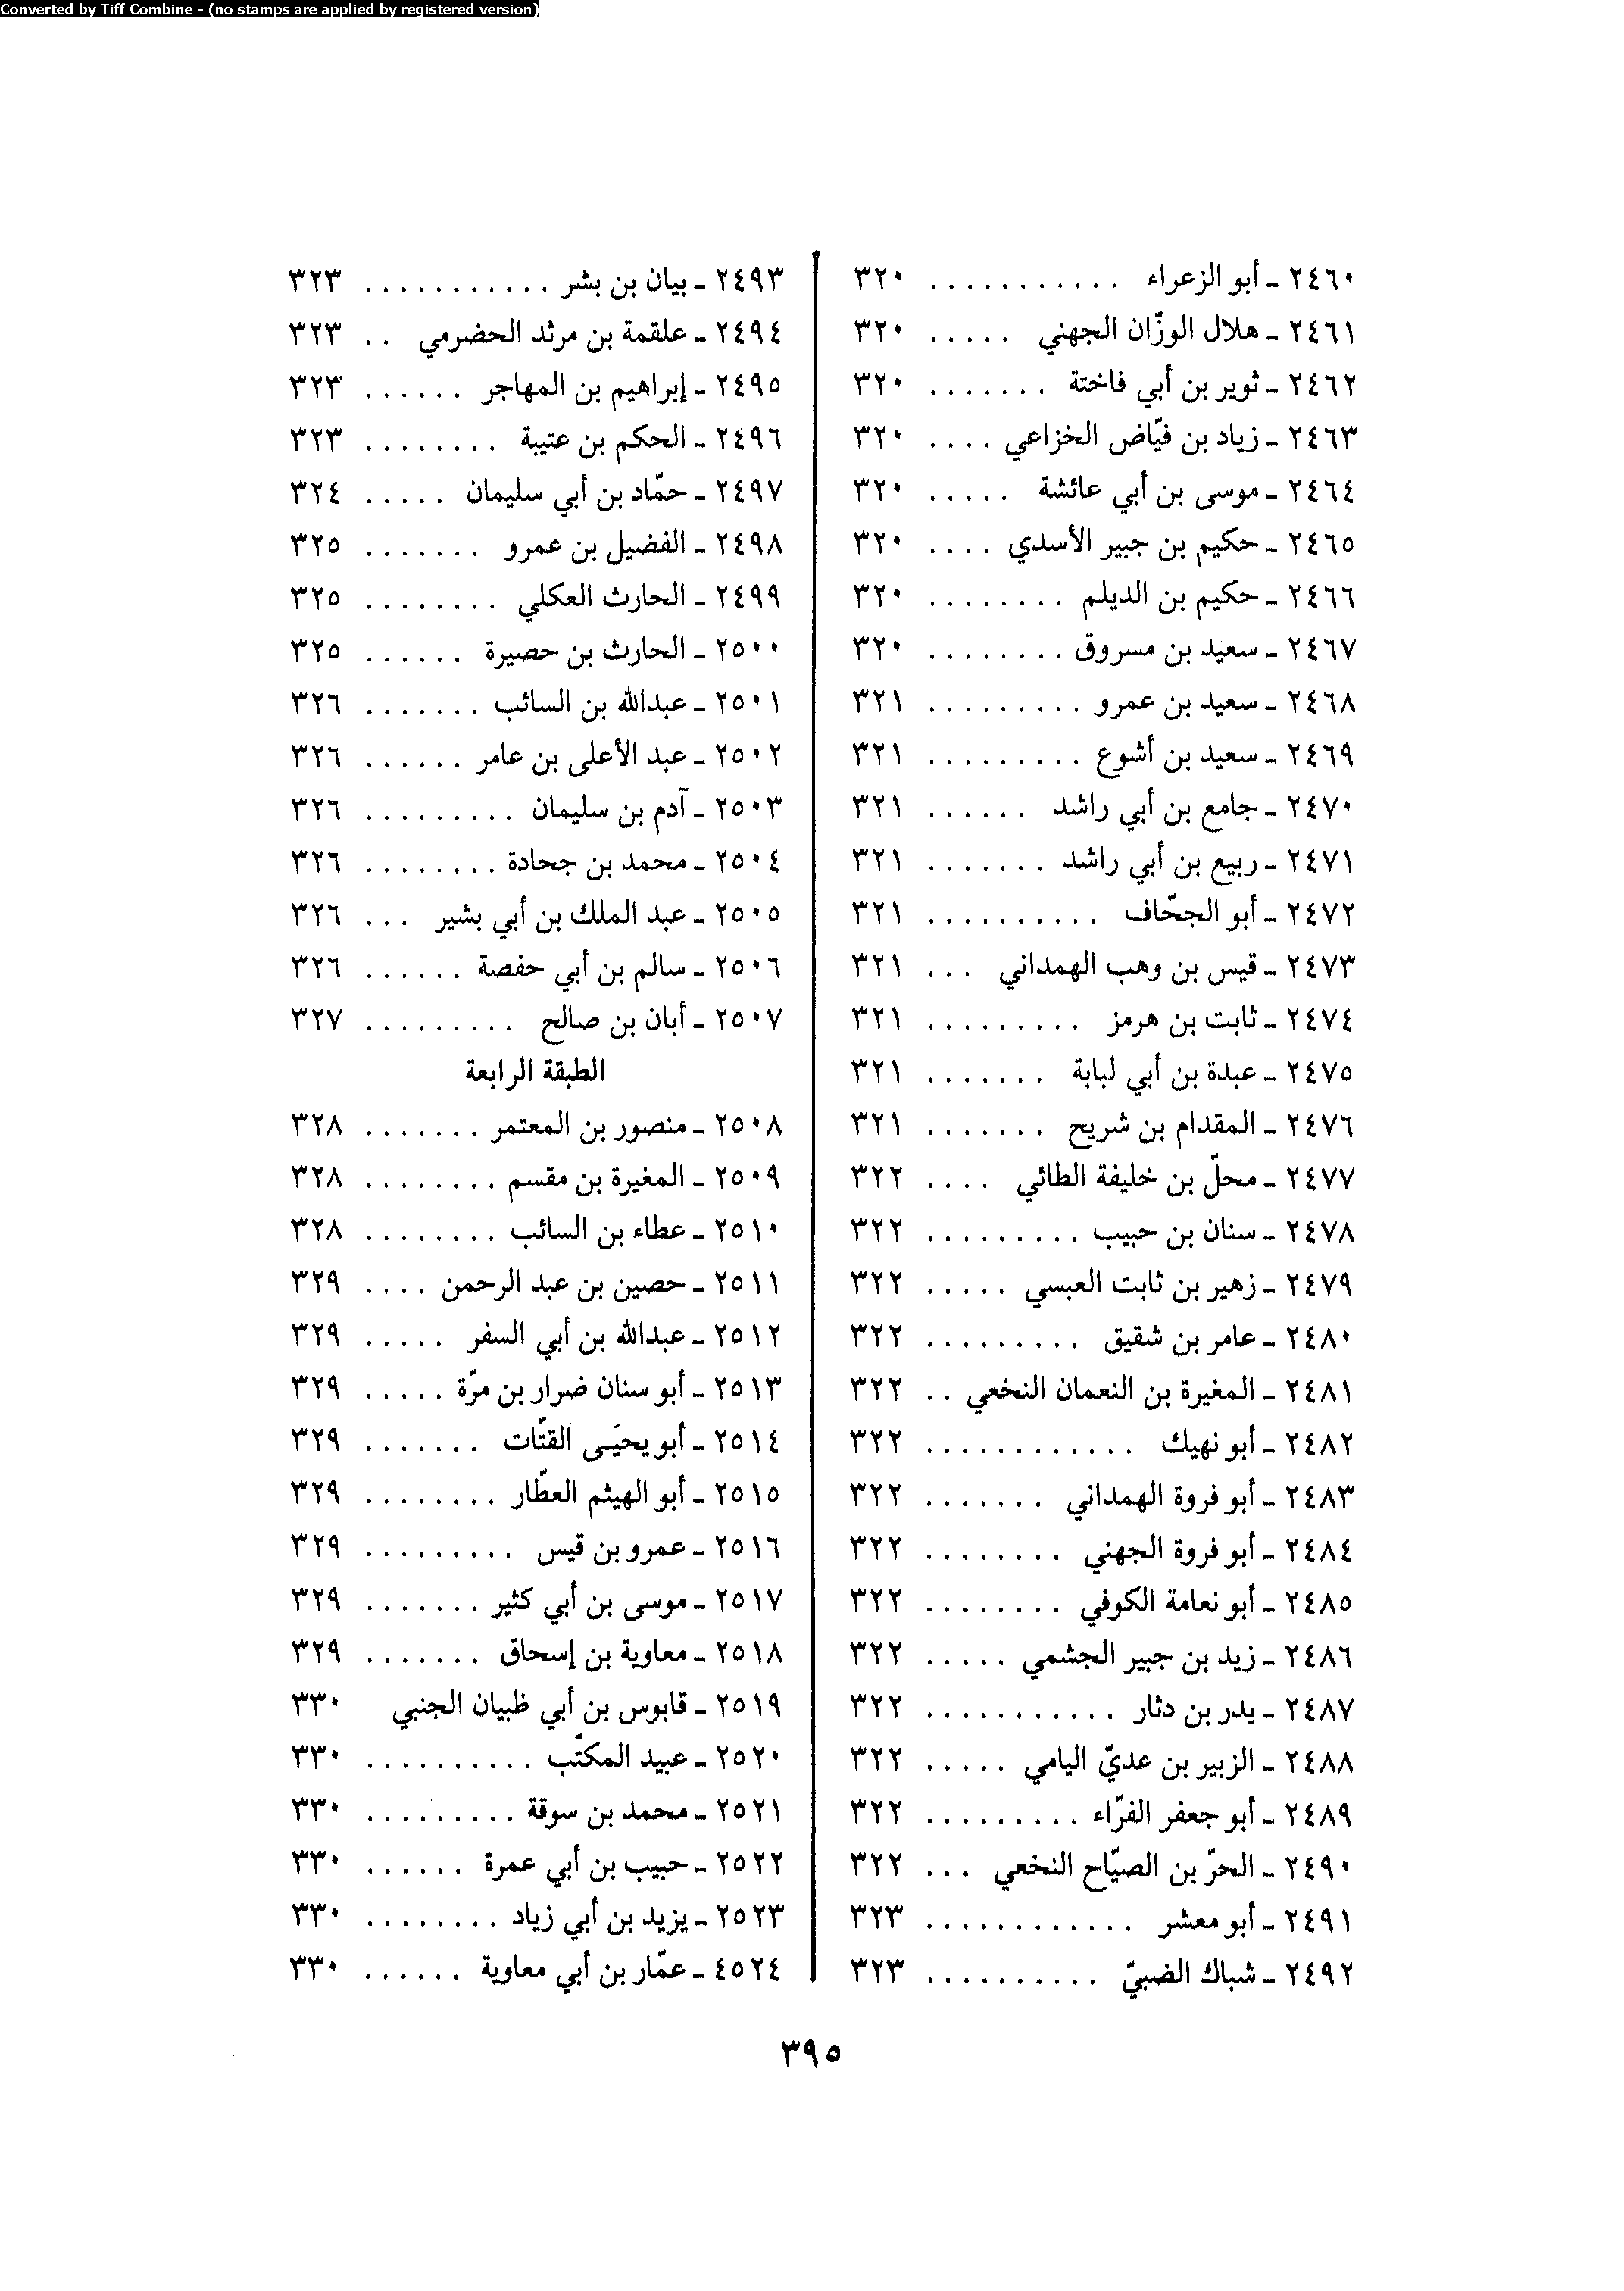 Converted by Tiff Combine - (no stamps are applied by registered version)
٢٤٦٠ - أبو الزعراء . . . . . . . . . . . ٣٢٠
٢٤٦١ - هلال الوزّان الجهني . . . . . ٣٢٠
٢٤٦٢ - ثوير بن أبي فاختة . . . . . . . ٣٢٠
٢٤٦٣ - زياد بن فيّاض الخزاعي . . . . ٣٢٠
٢٤٦٤ - موسى بن أبي عائشة . . . . . ٣٢٠
٢٤٦٥ - حكيم بن جبير الأسدي . . . . ٣٢٠
٢٤٦٦ - حكيم بن الديلم . . . . . . . . ٣٢٠
٢٤٦٧ - سعيد بن مسروق . . . . . . . . ٣٢٠
٢٤٦٨ - سعيد بن عمرو . . . . . . . . . ٣٢١
٢٤٦٩ - سعيد بن أشوع . . . . . . . . . ٣٢١
٢٤٧٠ - جامع بن أبي راشد . . . . . . ٣٢١
٢٤٧١ - ربيع بن أبي راشد . . . . . . . ٣٢١
٢٤٧٢ - أبو الجحّاف . . . . . . . . . . ٣٢١
٢٤٧٣ - قيس بن وهب الهمداني . . . ٣٢١
٢٤٧٤ - ثابت بن هرمز . . . . . . . . . ٣٢١
٢٤٧٥ - عبدة بن أبي لبابة . . . . . . . ٣٢١
٢٤٧٦ - المقدام بن شريح . . . . . . . ٣٢١
٢٤٧٧ - محلّ بن خليفة الطائي . . . . ٣٢٢
٢٤٧٨ - سنان بن حبيب . . . . . . . . . ٣٢٢
٢٤٧٩ - زهير بن ثابت العبسي . . . . . ٣٢٢
٢٤٨٠ - عامر بن شقيق . . . . . . . . . ٣٢٢
٢٤٨١ - المغيرة بن النعمان النخعي . . ٣٢٢
٢٤٨٢ - أبو نهيك . . . . . . . . . . . . ٣٢٢
٢٤٨٣ - أبو فروة الهمداني . . . . . . . ٣٢٢
٢٤٨٤ - أبو فروة الجهني . . . . . . . . ٣٢٢
٢٤٨٥ - أبو نعامة الكوفي . . . . . . . . ٣٢٢
٢٤٨٦ - زيد بن جبير الجشمي . . . . . ٣٢٢
٢٤٨٧ - يدر بن دثار . . . . . . . . . . . ٣٢٢
٢٤٨٨ - الزبير بن عديّ اليامي . . . . . ٣٢٢
٢٤٨٩ - أبو جعفر الفرّاء . . . . . . . . . ٣٢٢
٢٤٩٠ - الحرّ بن الصيّاح النخعي . . . ٣٢٢
٢٤٩١ - أبو معشر . . . . . . . . . . . . ٣٢٣
٢٤٩٢ - شباك الضبيّ . . . . . . . . . . ٣٢٣
٢٤٩٣ - بيان بن بشر . . . . . . . . . . . ٣٢٣
٢٤٩٤ - علقمة بن مرثد الحضرمي . . ٣٢٣
٢٤٩٥ - إبراهيم بن المهاجر . . . . . . ٣٢٣
٢٤٩٦ - الحكم بن عتيبة . . . . . . . . ٣٢٣
٢٤٩٧ - حمّاد بن أبي سليمان . . . . . ٣٢٤
٢٤٩٨ - الفضيل بن عمرو . . . . . . . ٣٢٥
٢٤٩٩ - الحارث العكلي . . . . . . . . ٣٢٥
٢٥٠٠ - الحارث بن حصيرة . . . . . . ٣٢٥
٢٥٠١ - عبدالله بن السائب . . . . . . . ٣٢٦
٢٥٠٢ - عبد الأعلى بن عامر . . . . . . ٣٢٦
٢٥٠٣ - آدم بن سليمان . . . . . . . . . ٣٢٦
٢٥٠٤ - محمد بن جحادة . . . . . . . . ٣٢٦
٢٥٠٥ - عبد الملك بن أبي بشير . . . ٣٢٦
٢٥٠٦ - سالم بن أبي حفصة . . . . . . ٣٢٦
٢٥٠٧ - أبان بن صالح . . . . . . . . . ٣٢٧
الطبقة الرابعة
٢٥٠٨ - منصور بن المعتمر . . . . . . . ٣٢٨
٢٥٠٩ - المغيرة بن مقسم . . . . . . . . ٣٢٨
٢٥١٠ - عطاء بن السائب . . . . . . . . ٣٢٨
٢٥١١ - حصين بن عبد الرحمن . . . . ٣٢٩
٢٥١٢ - عبدالله بن أبي السفر . . . . . ٣٢٩
٢٥١٣ - أبو سنان ضرار بن مرّة . . . . . ٣٢٩
٢٥١٤ - أبو يحيَى القتّات . . . . . . . ٣٢٩
٢٥١٥ - أبو الهيثم العطّار . . . . . . . . ٣٢٩
٢٥١٦ - عمرو بن قيس . . . . . . . . . ٣٢٩
٢٥١٧ - موسى بن أبي كثير . . . . . . . ٣٢٩
٢٥١٨ - معاوية بن إسحاق . . . . . . . ٣٢٩
٢٥١٩ - قابوس بن أبي ظبيان الجنبي ٣٣٠
٢٥٢٠ - عبيد المكتّب . . . . . . . . . . ٣٣٠
٢٥٢١ - محمد بن سوقة . . . . . . . . . ٣٣٠
٢٥٢٢ - حبيب بن أبي عمرة . . . . . . ٣٣٠
٢٥٢٣ - يزيد بن أبي زياد . . . . . . . . ٣٣٠
٤٥٢٤ - عمّار بن أبي معاوية . . . . . . ٣٣٠
٣٩٥